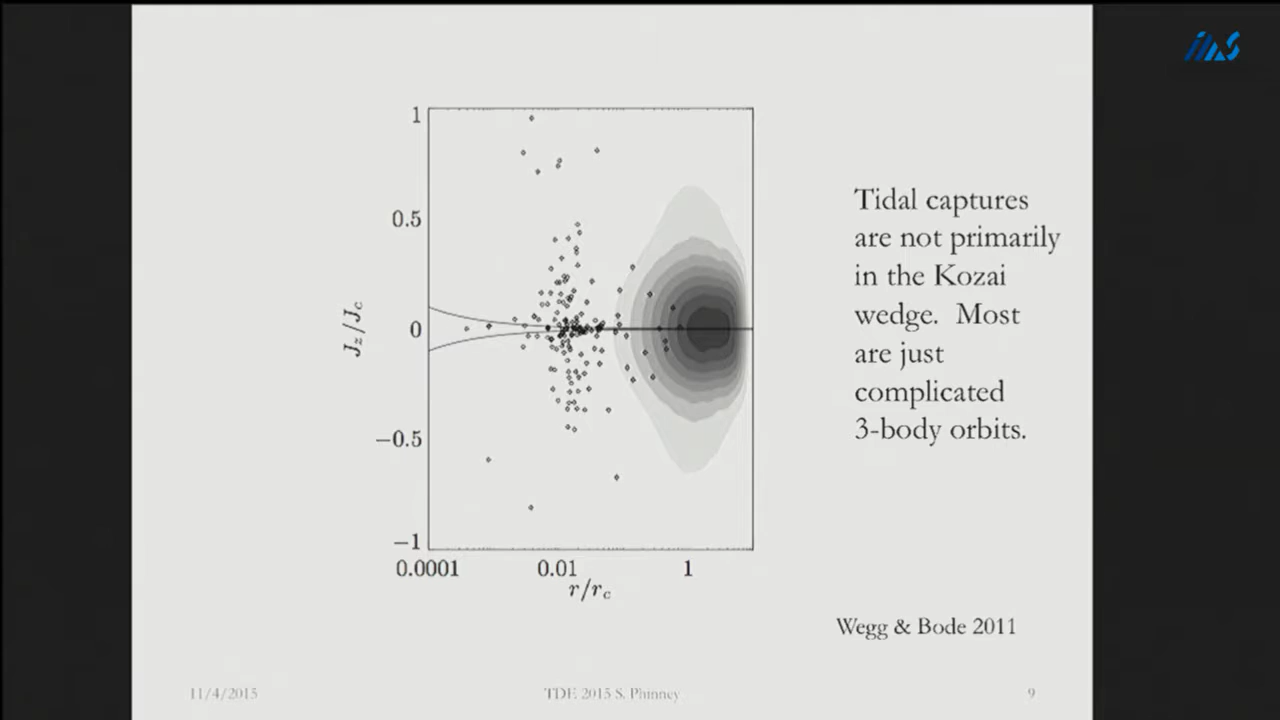 IIAS
1
0.5
0
−0.5
−1
J_z/J_c
0.0001
0.01
1
r/r_c
Tidal captures
are not primarily
in the Kozai
wedge. Most
are just
complicated
3-body orbits.
Wegg & Bode 2011
11/4/2015
TDE 2015 S. Phinney
9